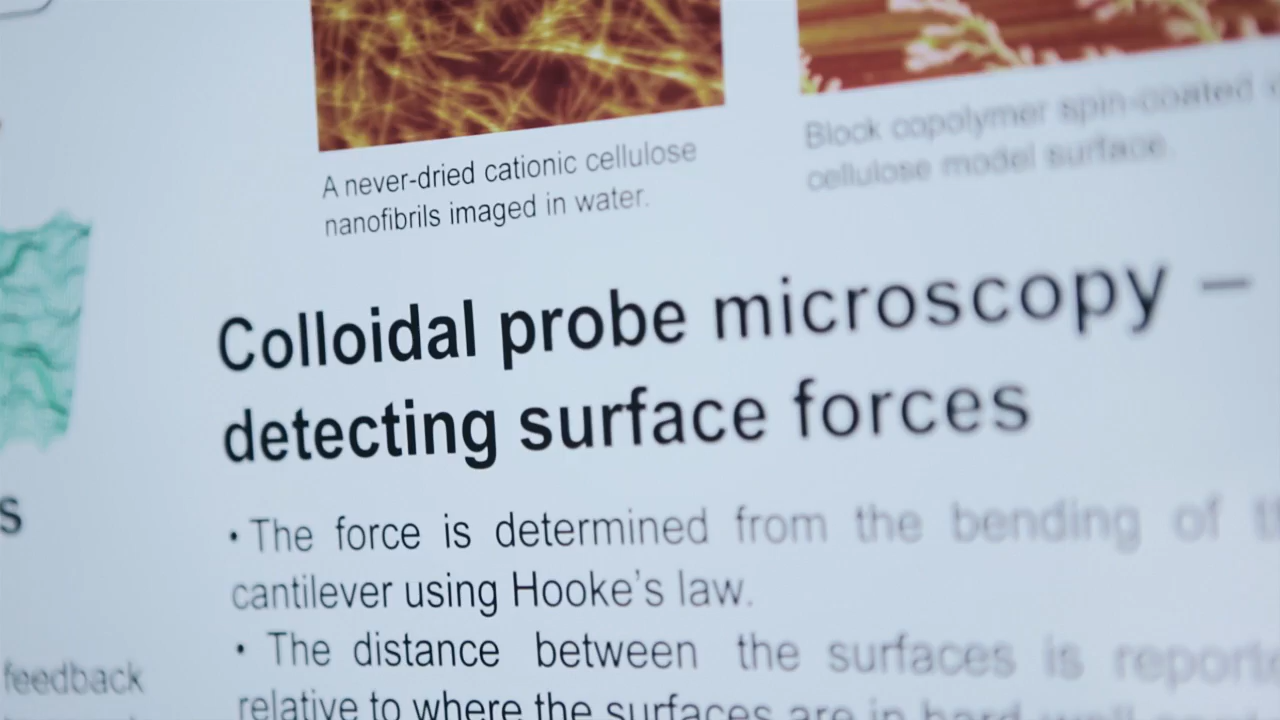 A never-dried cationic cellulose
nanofibrils imaged in water.
Block copolymer spin-coated
cellulose model surface.
Colloidal probe microscopy –
detecting surface forces
• The force is determined from the bending of
cantilever using Hooke's law.
• The distance between the surfaces is
relative to where the surfaces are in hard wall
s
feedback